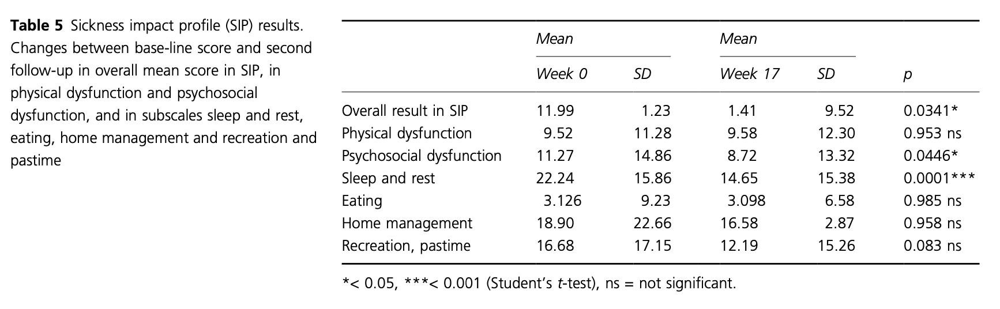 Table 5 Sickness impact profile (SIP) results.
Changes between base-line score and second
follow-up in overall mean score in SIP, in
physical dysfunction and psychosocial
dysfunction, and in subscales sleep and rest,
eating, home management and recreation and
pastime
Mean Mean
Week 0 SD Week 17 SD p
Overall result in SIP 11.99 1.23 1.41 9.52 0.0341*
Physical dysfunction 9.52 11.28 9.58 12.30 0.953 ns
Psychosocial dysfunction 11.27 14.86 8.72 13.32 0.0446*
Sleep and rest 22.24 15.86 14.65 15.38 0.0001***
Eating 3.126 9.23 3.098 6.58 0.985 ns
Home management 18.90 22.66 16.58 2.87 0.958 ns
Recreation, pastime 16.68 17.15 12.19 15.26 0.083 ns
*< 0.05, ***< 0.001 (Student's t-test), ns = not significant.